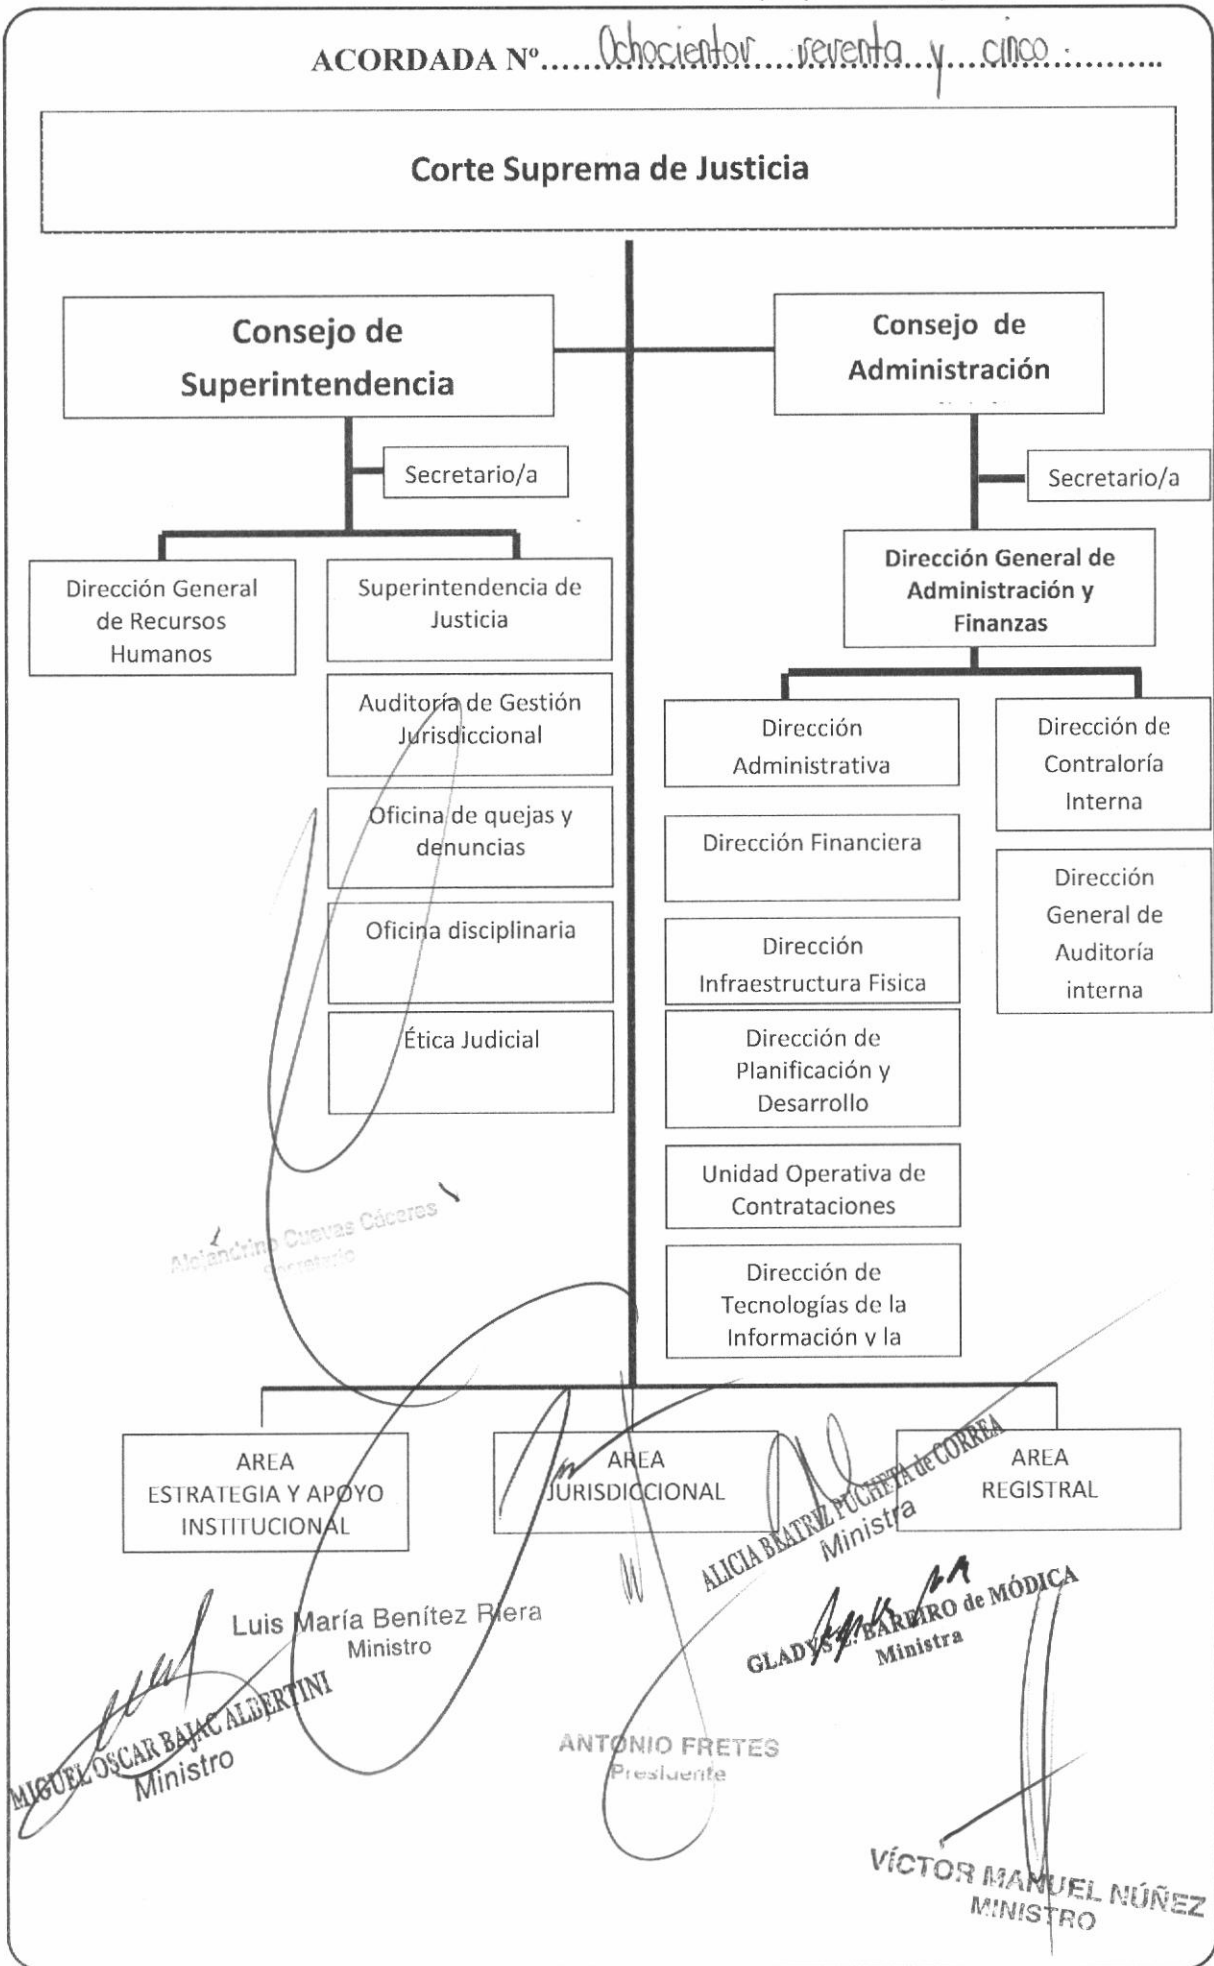 ACORDADA Nº Ochocientos setenta y cinco.
Corte Suprema de Justicia
Consejo de
Superintendencia
Consejo de
Administración
Secretario/a
Secretario/a
Dirección General
de Recursos
Humanos
Superintendencia de
Justicia
Dirección General de
Administración y
Finanzas
Auditoría de Gestión
Jurisdiccional
Oficina de quejas y
denuncias
Oficina disciplinaria
Ética Judicial
Dirección
Administrativa
Dirección Financiera
Dirección
Infraestructura Fisica
Dirección de
Planificación y
Desarrollo
Unidad Operativa de
Contrataciones
Dirección de
Tecnologías de la
Información y la
Dirección de
Contraloría
Interna
Dirección
General de
Auditoría
interna
Alejandrino Cuevas Cáceres
Secretario
AREA
ESTRATEGIA Y APOYO
INSTITUCIONAL
AREA
JURISDICCIONAL
AREA
REGISTRAL
ALICIA BEATRIZ PUCHETA de CORREA
Ministra
Luis María Benítez Riera
Ministro
GLADYS E. BAREIRO de MÓDICA
Ministra
MIGUEL OSCAR BAJAC ALBERTINI
Ministro
ANTONIO FRETES
Presidente
VÍCTOR MANUEL NÚÑEZ
MINISTRO